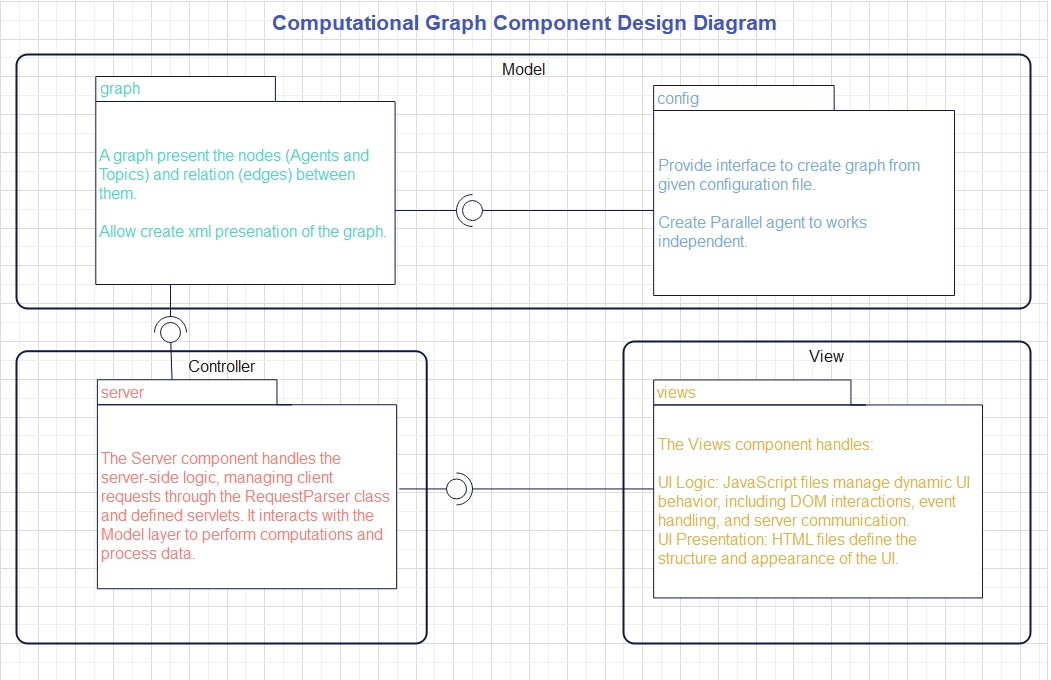 Computational Graph Component Design Diagram
Model
graph
A graph present the nodes (Agents and
Topics) and relation (edges) between
them.
Allow create xml presenation of the graph.
config
Provide interface to create graph from
given configuration file.
Create Parallel agent to works
independent.
Controller
server
The Server component handles the
server-side logic, managing client
requests through the RequestParser class
and defined servlets. It interacts with the
Model layer to perform computations and
process data.
View
views
The Views component handles:
UI Logic: JavaScript files manage dynamic UI
behavior, including DOM interactions, event
handling, and server communication.
UI Presentation: HTML files define the
structure and appearance of the UI.